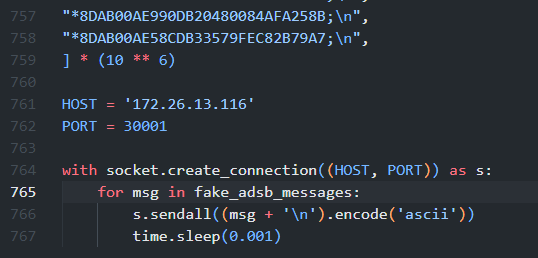 757 "*8DAB00AE990DB20480084AFA258B;\n",
758 "*8DAB00AE58CDB33579FEC82B79A7;\n",
759 ] * (10 ** 6)
760
761 HOST = '172.26.13.116'
762 PORT = 30001
763
764 with socket.create_connection((HOST, PORT)) as s:
765     for msg in fake_adsb_messages:
766         s.sendall((msg + '\n').encode('ascii'))
767         time.sleep(0.001)